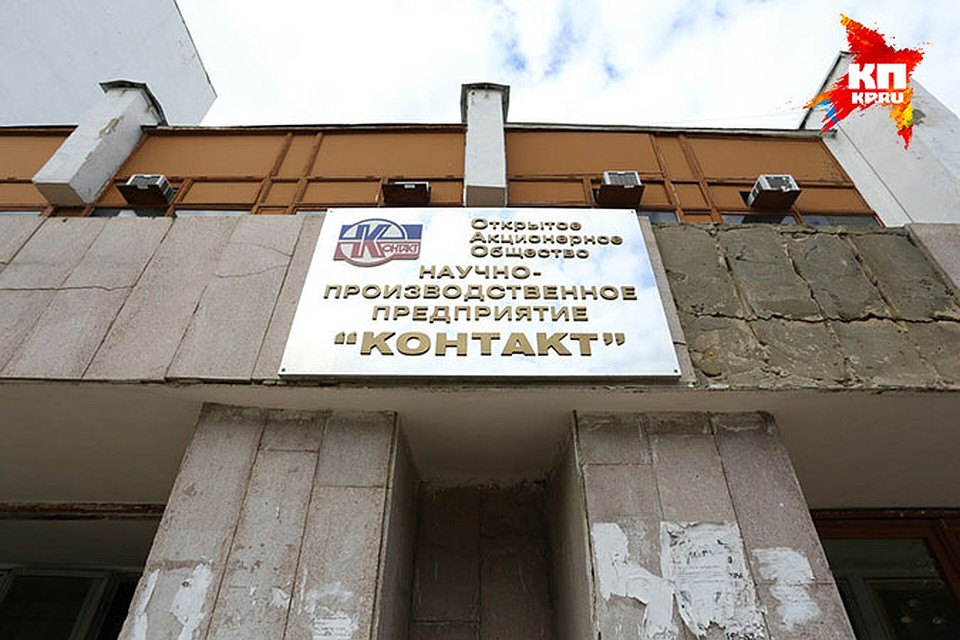 КП
KP.RU
КОНТАКТ
Открытое
Акционерное
Общество
НАУЧНО-
ПРОИЗВОДСТВЕННОЕ
ПРЕДПРИЯТИЕ
“КОНТАКТ”